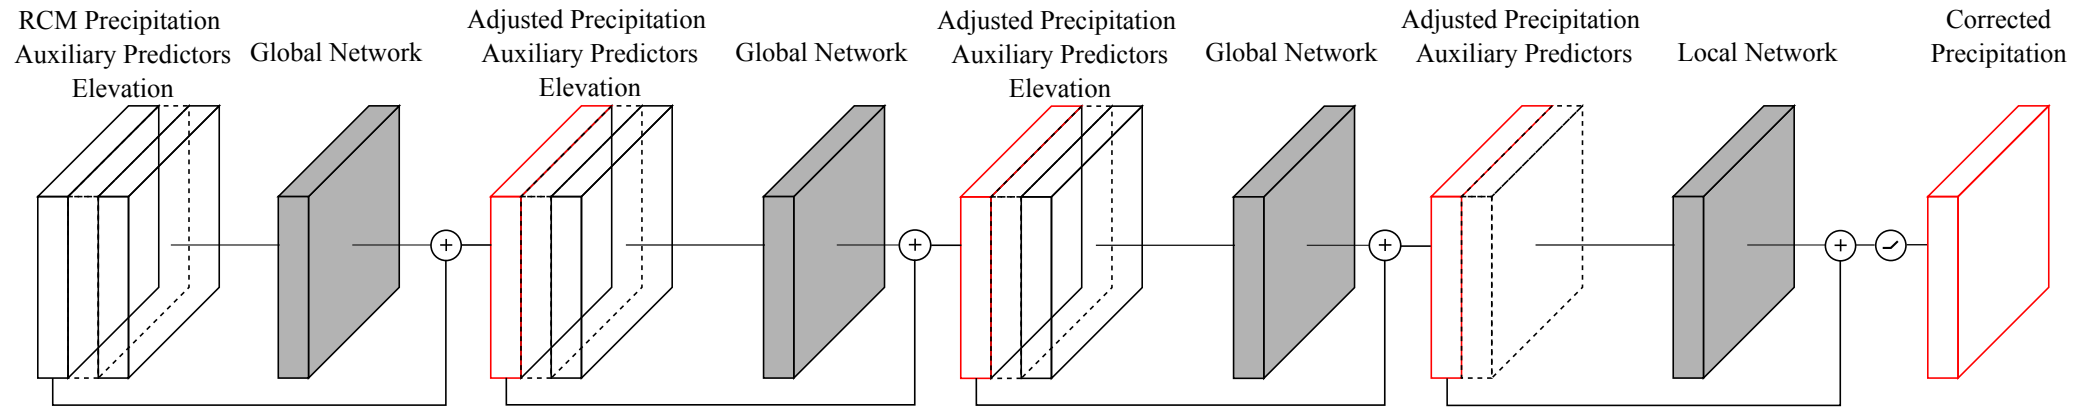 RCM Precipitation
Auxiliary Predictors
Elevation
Global Network
Adjusted Precipitation
Auxiliary Predictors
Elevation
Global Network
Adjusted Precipitation
Auxiliary Predictors
Elevation
Global Network
Adjusted Precipitation
Auxiliary Predictors
Local Network
Corrected
Precipitation
+
+
+
+